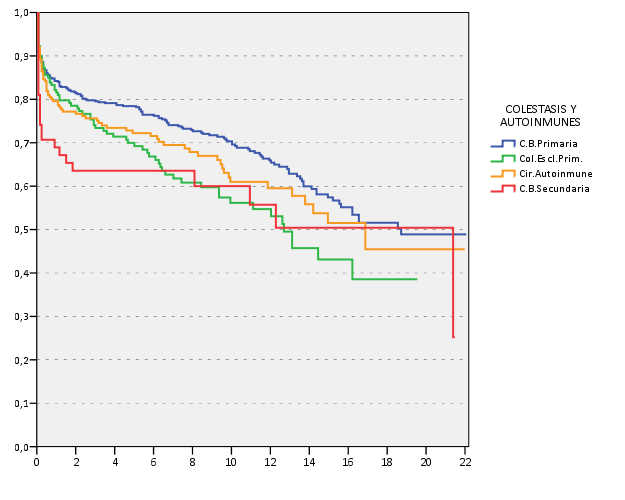 1,0
0,9
0,8
0,7
0,6
0,5
0,4
0,3
0,2
0,1
0,0
0 2 4 6 8 10 12 14 16 18 20 22
COLESTASIS Y
AUTOINMUNES
C.B.Primaria
Col.Escl.Prim.
Cir.Autoinmune
C.B.Secundaria